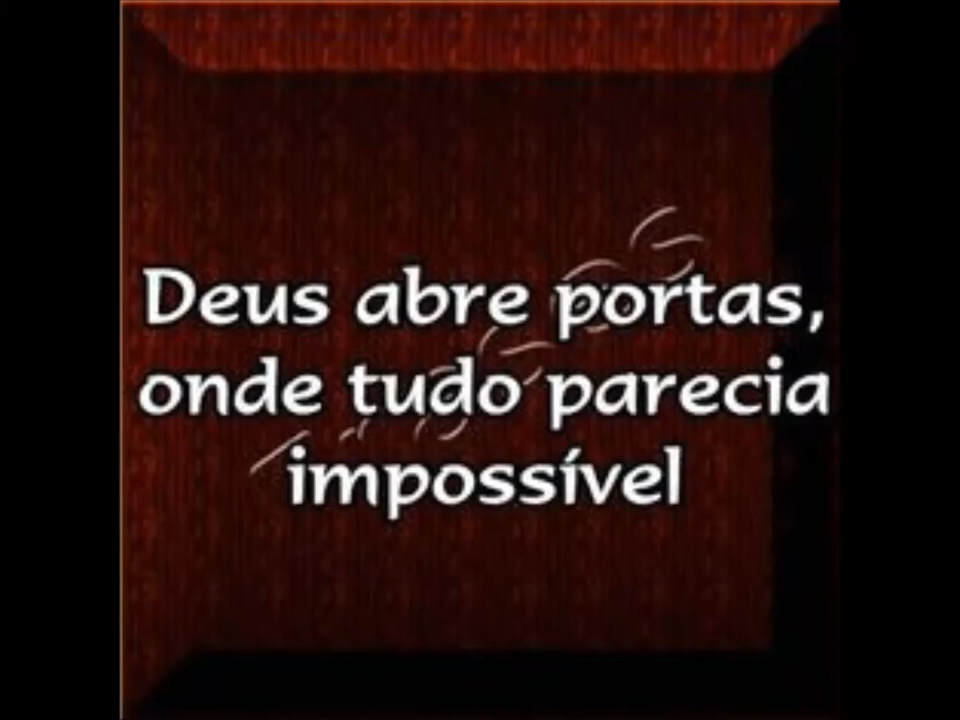 Deus abre portas,
onde tudo parecia
impossível